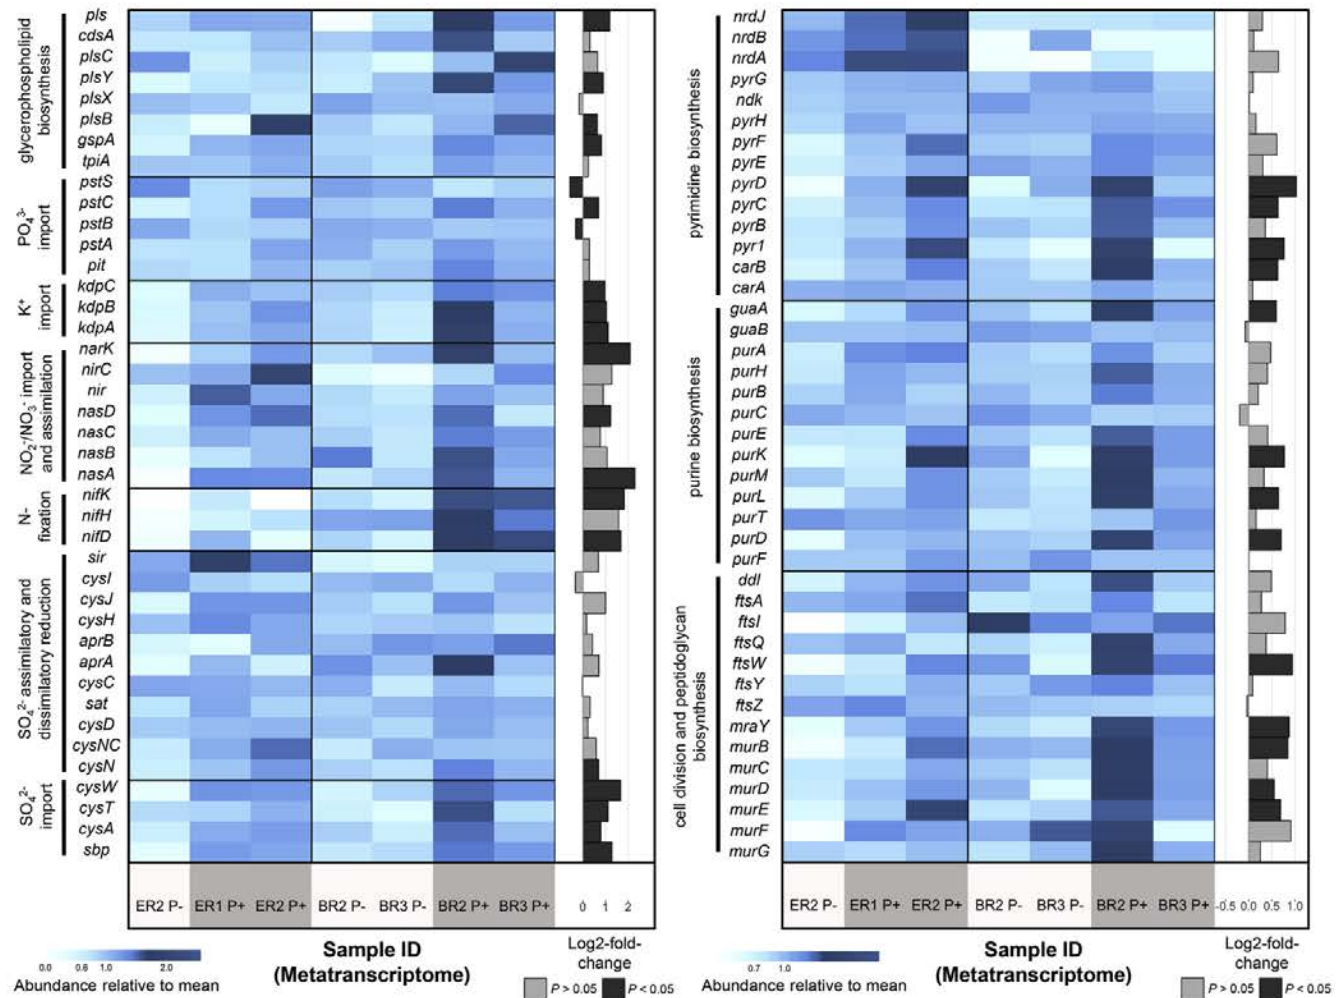 glycerophospholipid
biosynthesis
pls
cdsA
plsC
plsY
plsX
plsB
gspA
tpiA
PO₄³⁻
import
pstS
pstC
pstB
pstA
pit
K⁺
import
kdpC
kdpB
kdpA
NO₂⁻/NO₃⁻ import
and assimilation
narK
nirC
nir
nasD
nasC
nasB
nasA
N-
fixation
nifK
nifH
nifD
SO₄²⁻ assimilatory and
dissimilatory reduction
sir
cysI
cysJ
cysH
aprB
aprA
cysC
sat
cysD
cysNC
cysN
SO₄²⁻
import
cysW
cysT
cysA
sbp
ER2 P- ER1 P+ ER2 P+ BR2 P- BR3 P- BR2 P+ BR3 P+ 0 1 2
0.0 0.6 1.0 2.0
Abundance relative to mean
Sample ID
(Metatranscriptome)
Log2-fold-
change
P > 0.05 P < 0.05
pyrimidine biosynthesis
nrdJ
nrdB
nrdA
pyrG
ndk
pyrH
pyrF
pyrE
pyrD
pyrC
pyrB
pyr1
carB
carA
purine biosynthesis
guaA
guaB
purA
purH
purB
purC
purE
purK
purM
purL
purT
purD
purF
cell division and peptidoglycan
biosynthesis
ddl
ftsA
ftsI
ftsQ
ftsW
ftsY
ftsZ
mraY
murB
murC
murD
murE
murF
murG
ER2 P- ER1 P+ ER2 P+ BR2 P- BR3 P- BR2 P+ BR3 P+ -0.5 0.0 0.5 1.0
0.7 1.0
Abundance relative to mean
Sample ID
(Metatranscriptome)
Log2-fold-
change
P > 0.05 P < 0.05